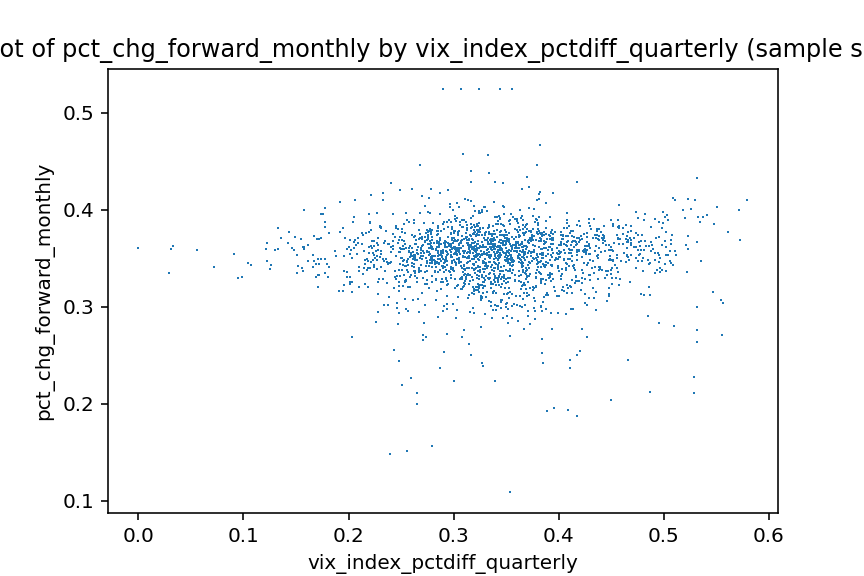 ot of pct_chg_forward_monthly by vix_index_pctdiff_quarterly (sample s
0.5
0.4
0.3
0.2
0.1
pct_chg_forward_monthly
0.0 0.1 0.2 0.3 0.4 0.5 0.6
vix_index_pctdiff_quarterly